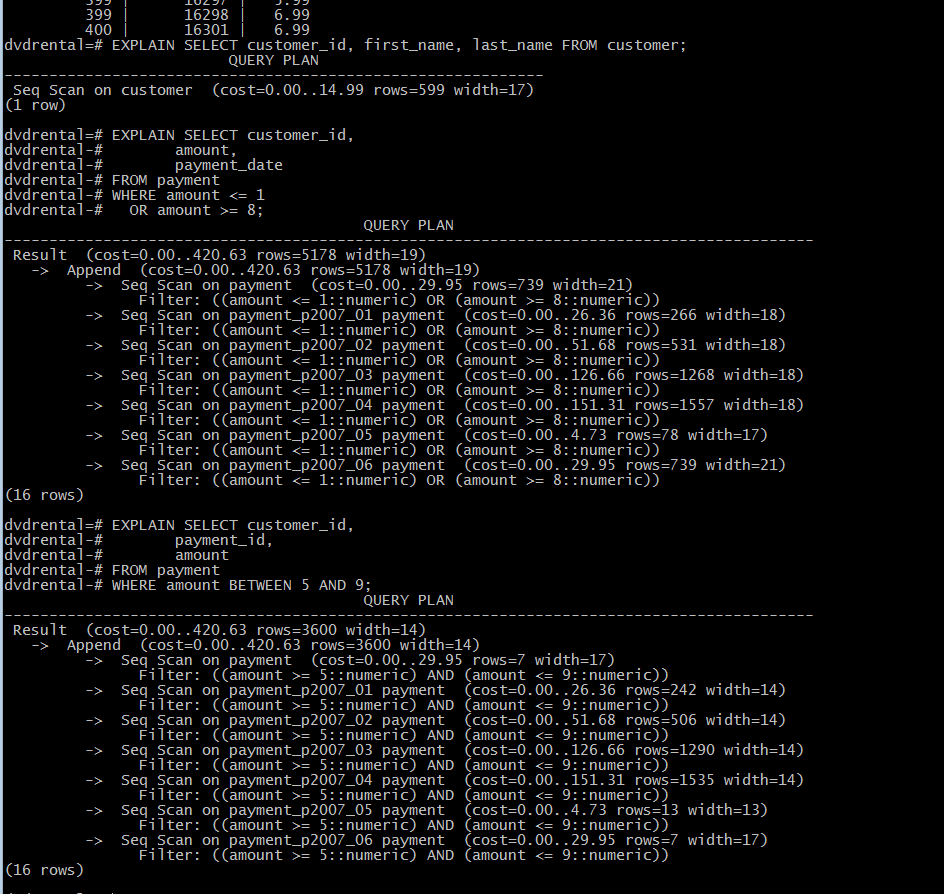 399 | 16297 | 5.99
399 | 16298 | 6.99
400 | 16301 | 6.99
dvdrental=# EXPLAIN SELECT customer_id, first_name, last_name FROM customer;
QUERY PLAN
------------------------------------------------------------
Seq Scan on customer (cost=0.00..14.99 rows=599 width=17)
(1 row)
dvdrental=# EXPLAIN SELECT customer_id,
dvdrental-# amount,
dvdrental-# payment_date
dvdrental-# FROM payment
dvdrental-# WHERE amount <= 1
dvdrental-# OR amount >= 8;
QUERY PLAN
------------------------------------------------------------------------------------------
Result (cost=0.00..420.63 rows=5178 width=19)
-> Append (cost=0.00..420.63 rows=5178 width=19)
-> Seq Scan on payment (cost=0.00..29.95 rows=739 width=21)
Filter: ((amount <= 1::numeric) OR (amount >= 8::numeric))
-> Seq Scan on payment_p2007_01 payment (cost=0.00..26.36 rows=266 width=18)
Filter: ((amount <= 1::numeric) OR (amount >= 8::numeric))
-> Seq Scan on payment_p2007_02 payment (cost=0.00..51.68 rows=531 width=18)
Filter: ((amount <= 1::numeric) OR (amount >= 8::numeric))
-> Seq Scan on payment_p2007_03 payment (cost=0.00..126.66 rows=1268 width=18)
Filter: ((amount <= 1::numeric) OR (amount >= 8::numeric))
-> Seq Scan on payment_p2007_04 payment (cost=0.00..151.31 rows=1557 width=18)
Filter: ((amount <= 1::numeric) OR (amount >= 8::numeric))
-> Seq Scan on payment_p2007_05 payment (cost=0.00..4.73 rows=78 width=17)
Filter: ((amount <= 1::numeric) OR (amount >= 8::numeric))
-> Seq Scan on payment_p2007_06 payment (cost=0.00..29.95 rows=739 width=21)
Filter: ((amount <= 1::numeric) OR (amount >= 8::numeric))
(16 rows)
dvdrental=# EXPLAIN SELECT customer_id,
dvdrental-# payment_id,
dvdrental-# amount
dvdrental-# FROM payment
dvdrental-# WHERE amount BETWEEN 5 AND 9;
QUERY PLAN
------------------------------------------------------------------------------------------
Result (cost=0.00..420.63 rows=3600 width=14)
-> Append (cost=0.00..420.63 rows=3600 width=14)
-> Seq Scan on payment (cost=0.00..29.95 rows=7 width=17)
Filter: ((amount >= 5::numeric) AND (amount <= 9::numeric))
-> Seq Scan on payment_p2007_01 payment (cost=0.00..26.36 rows=242 width=14)
Filter: ((amount >= 5::numeric) AND (amount <= 9::numeric))
-> Seq Scan on payment_p2007_02 payment (cost=0.00..51.68 rows=506 width=14)
Filter: ((amount >= 5::numeric) AND (amount <= 9::numeric))
-> Seq Scan on payment_p2007_03 payment (cost=0.00..126.66 rows=1290 width=14)
Filter: ((amount >= 5::numeric) AND (amount <= 9::numeric))
-> Seq Scan on payment_p2007_04 payment (cost=0.00..151.31 rows=1535 width=14)
Filter: ((amount >= 5::numeric) AND (amount <= 9::numeric))
-> Seq Scan on payment_p2007_05 payment (cost=0.00..4.73 rows=13 width=13)
Filter: ((amount >= 5::numeric) AND (amount <= 9::numeric))
-> Seq Scan on payment_p2007_06 payment (cost=0.00..29.95 rows=7 width=17)
Filter: ((amount >= 5::numeric) AND (amount <= 9::numeric))
(16 rows)